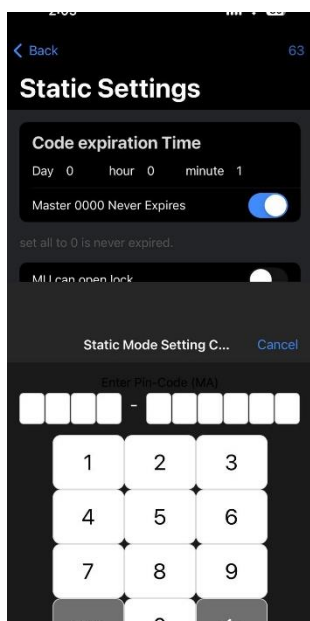 Back 63
Static Settings
Code expiration Time
Day 0 hour 0 minute 1
Master 0000 Never Expires
set all to 0 is never expired.
can open lock
Static Mode Setting C... Cancel
Enter Pin-Code (MA)
-
1 2 3
4 5 6
7 8 9